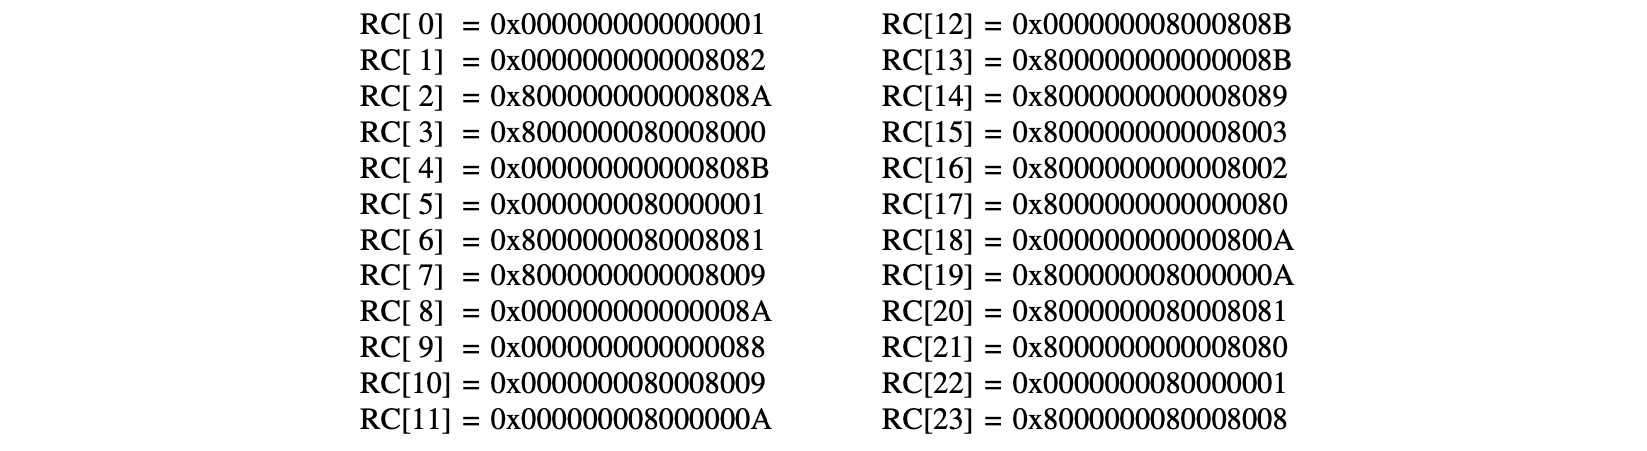 RC[ 0] = 0x0000000000000001
RC[ 1] = 0x0000000000008082
RC[ 2] = 0x800000000000808A
RC[ 3] = 0x8000000080008000
RC[ 4] = 0x000000000000808B
RC[ 5] = 0x0000000080000001
RC[ 6] = 0x8000000080008081
RC[ 7] = 0x8000000000008009
RC[ 8] = 0x000000000000008A
RC[ 9] = 0x0000000000000088
RC[10] = 0x0000000080008009
RC[11] = 0x000000008000000A
RC[12] = 0x000000008000808B
RC[13] = 0x800000000000008B
RC[14] = 0x8000000000008089
RC[15] = 0x8000000000008003
RC[16] = 0x8000000000008002
RC[17] = 0x8000000000000080
RC[18] = 0x000000000000800A
RC[19] = 0x800000008000000A
RC[20] = 0x8000000080008081
RC[21] = 0x8000000000008080
RC[22] = 0x0000000080000001
RC[23] = 0x8000000080008008